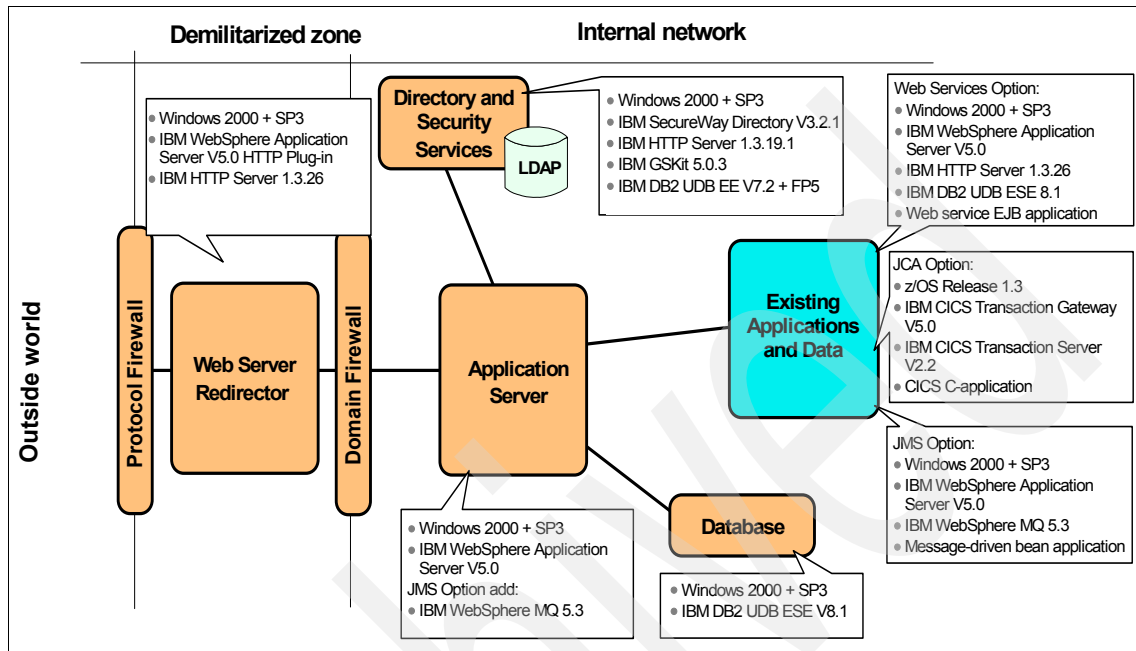 Demilitarized zone
Internal network
Outside world
Protocol Firewall
Domain Firewall
• Windows 2000 + SP3
• IBM WebSphere Application
Server V5.0 HTTP Plug-in
• IBM HTTP Server 1.3.26
Web Server
Redirector
Directory and
Security
Services
LDAP
• Windows 2000 + SP3
• IBM SecureWay Directory V3.2.1
• IBM HTTP Server 1.3.19.1
• IBM GSKit 5.0.3
• IBM DB2 UDB EE V7.2 + FP5
Application
Server
• Windows 2000 + SP3
• IBM WebSphere Application
Server V5.0
JMS Option add:
• IBM WebSphere MQ 5.3
Database
• Windows 2000 + SP3
• IBM DB2 UDB ESE V8.1
Existing
Applications
and Data
Web Services Option:
• Windows 2000 + SP3
• IBM WebSphere Application
Server V5.0
• IBM HTTP Server 1.3.26
• IBM DB2 UDB ESE 8.1
• Web service EJB application
JCA Option:
• z/OS Release 1.3
• IBM CICS Transaction Gateway
V5.0
• IBM CICS Transaction Server
V2.2
• CICS C-application
JMS Option:
• Windows 2000 + SP3
• IBM WebSphere Application
Server V5.0
• IBM WebSphere MQ 5.3
• Message-driven bean application